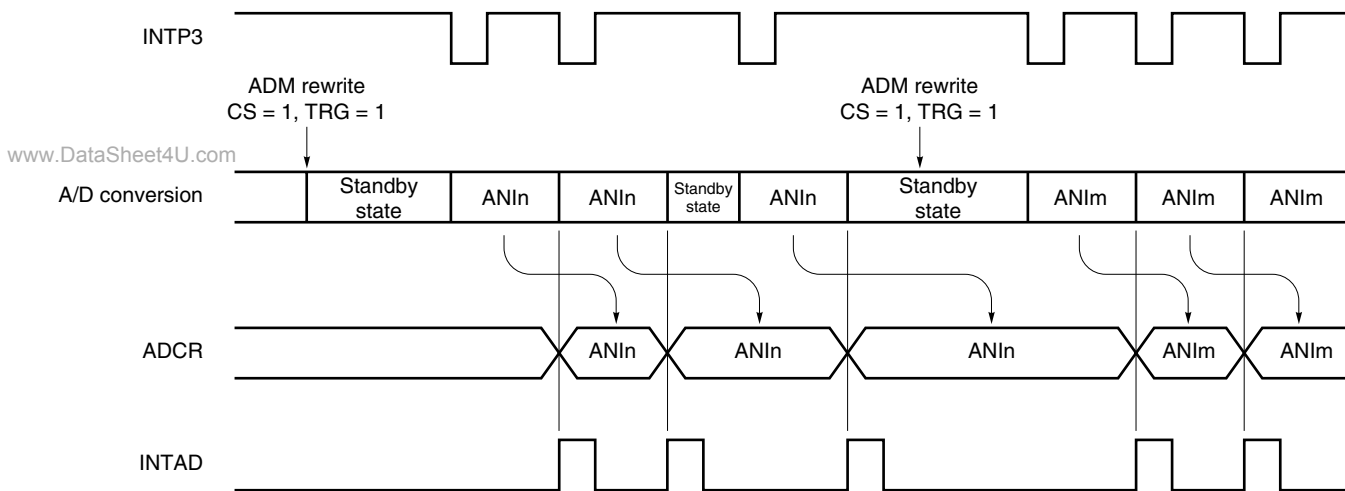 INTP3
ADM rewrite
CS = 1, TRG = 1
ADM rewrite
CS = 1, TRG = 1
www.DataSheet4U.com
A/D conversion
Standby
state
ANIn
ANIn
Standby
state
ANIn
Standby
state
ANIm
ANIm
ANIm
ADCR
ANIn
ANIn
ANIn
ANIm
ANIm
INTAD